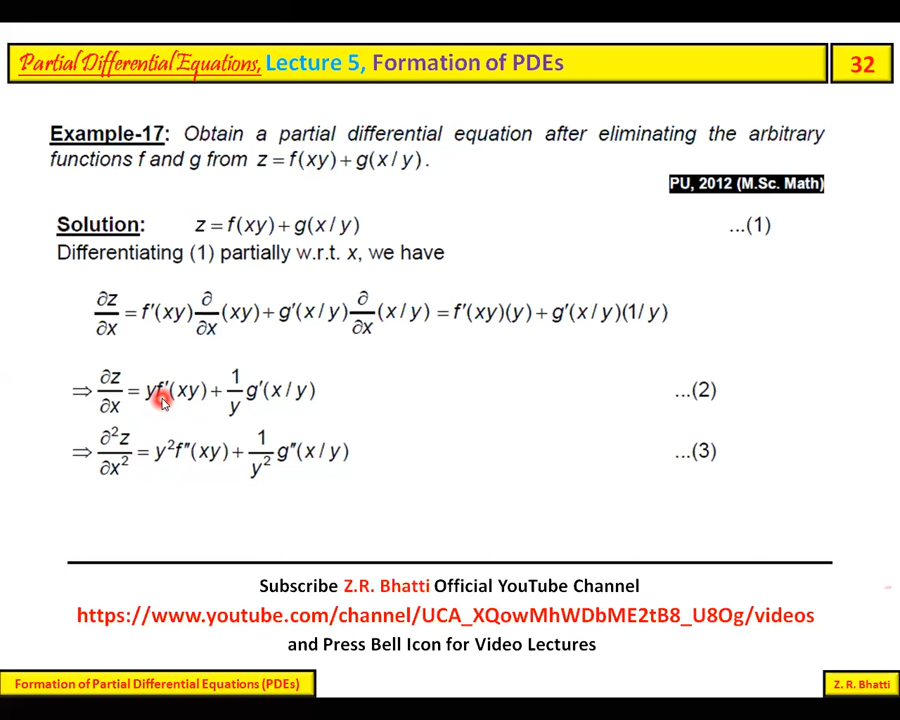 Partial Differential Equations, Lecture 5, Formation of PDEs
32
Example-17: Obtain a partial differential equation after eliminating the arbitrary
functions f and g from z = f(xy) + g(x / y).
PU, 2012 (M.Sc. Math)
Solution: z = f(xy) + g(x / y) ...(1)
Differentiating (1) partially w.r.t. x, we have
∂z/∂x = f′(xy) ∂/∂x (xy) + g′(x / y) ∂/∂x (x / y) = f′(xy)(y) + g′(x / y)(1/ y)
⇒ ∂z/∂x = yf′(xy) + 1/y g′(x / y) ...(2)
⇒ ∂²z/∂x² = y²f″(xy) + 1/y² g″(x / y) ...(3)
Subscribe Z.R. Bhatti Official YouTube Channel
https://www.youtube.com/channel/UCA_XQowMhWDbME2tB8_U8Og/videos
and Press Bell Icon for Video Lectures
Formation of Partial Differential Equations (PDEs)
Z. R. Bhatti